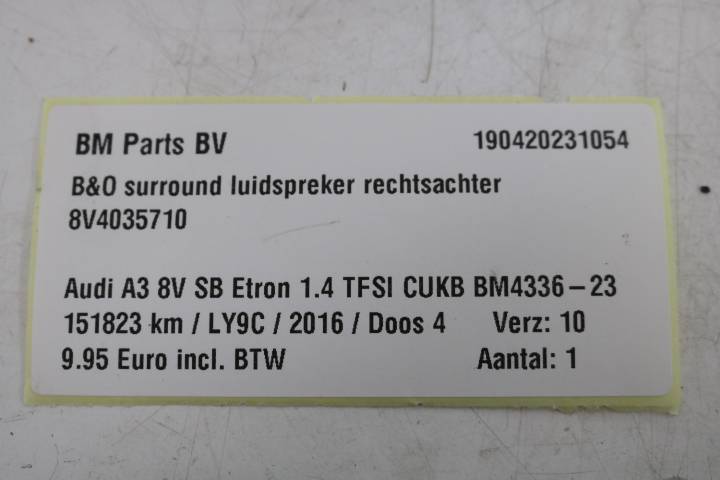 BM Parts BV 190420231054
B&O surround luidspreker rechtsachter
8V4035710
Audi A3 8V SB Etron 1.4 TFSI CUKB BM4336-23
151823 km / LY9C / 2016 / Doos 4 Verz: 10
9.95 Euro incl. BTW Aantal: 1